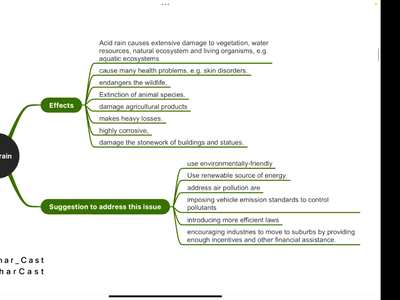 Acid rain causes extensive damage to vegetation, water
resources, natural ecosystem and living organisms, e.g.
aquatic ecosystems
cause many health problems, e.g. skin disorders.
endangers the wildlife,
Extinction of animal species.
Effects
damage agricultural products
makes heavy losses.
highly corrosive,
damage the stonework of buildings and statues.
rain
use environmentally-friendly
Use renewable source of energy.
address air pollution are
imposing vehicle emission standards to control
pollutants
Suggestion to address this issue
introducing more efficient laws
encouraging industries to move to suburbs by providing
enough incentives and other financial assistance.
har_Cast
harCast